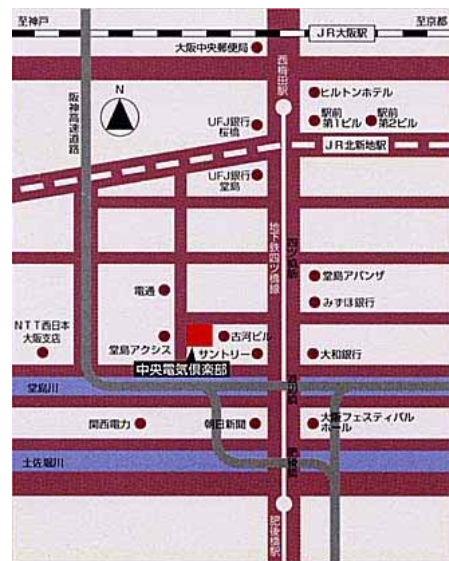 至神戸
至京都
JR大阪駅
大阪中央郵便局
西梅田駅
阪神高速道路
N
ヒルトンホテル
駅前
第1ビル
駅前
第2ビル
UFJ銀行
桜橋
JR北新地駅
UFJ銀行
堂島
地下鉄四ツ橋線
四ツ橋筋
堂島アバンザ
電通
みずほ銀行
NTT西日本
大阪支店
堂島アクシス
古河ビル
サントリー
大和銀行
中央電気倶楽部
堂島川
関西電力
朝日新聞
大阪フェスティバル
ホール
土佐堀川
肥後橋駅